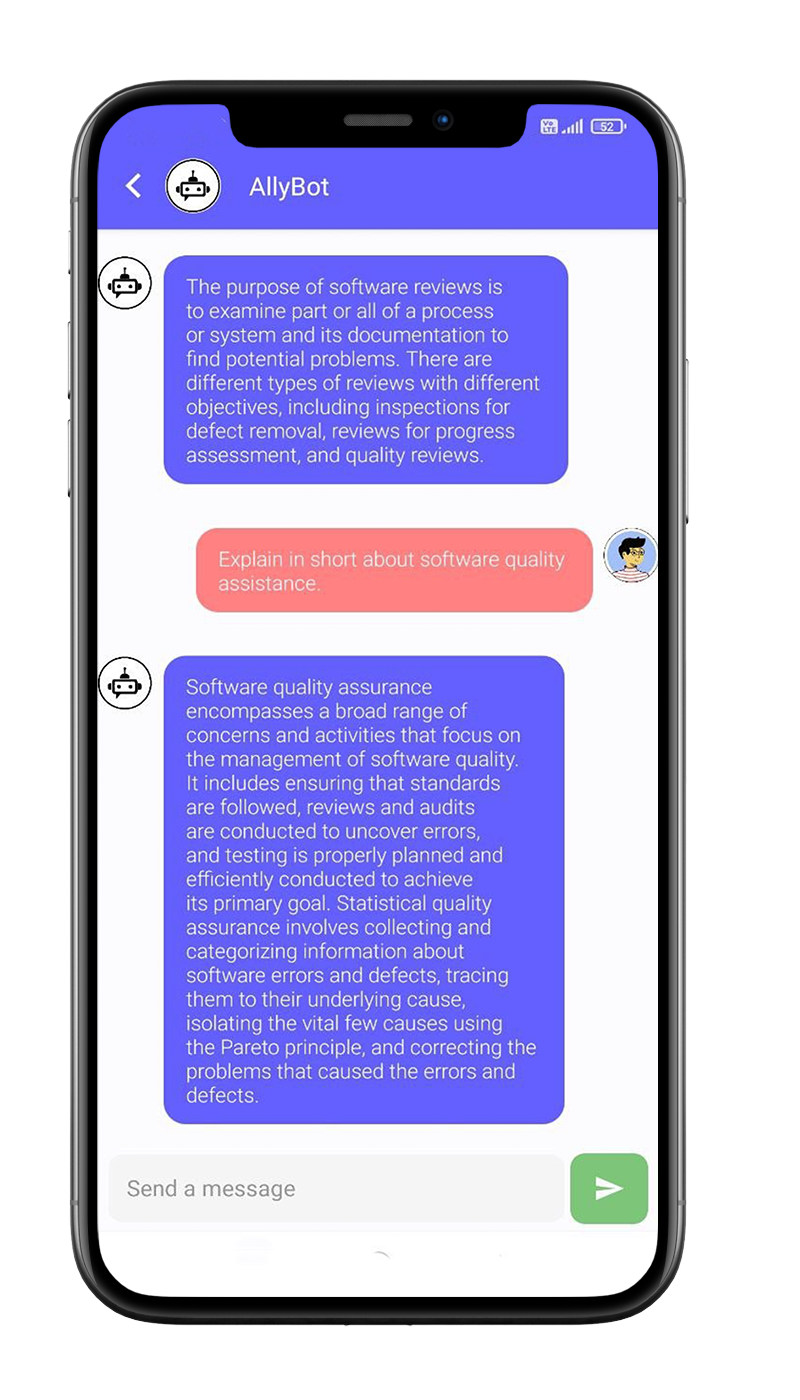 VO
LTE
52
AllyBot
The purpose of software reviews is
to examine part or all of a process
or system and its documentation to
find potential problems. There are
different types of reviews with different
objectives, including inspections for
defect removal, reviews for progress
assessment, and quality reviews.
Explain in short about software quality
assistance.
Software quality assurance
encompasses a broad range of
concerns and activities that focus on
the management of software quality.
It includes ensuring that standards
are followed, reviews and audits
are conducted to uncover errors,
and testing is properly planned and
efficiently conducted to achieve
its primary goal. Statistical quality
assurance involves collecting and
categorizing information about
software errors and defects, tracing
them to their underlying cause,
isolating the vital few causes using
the Pareto principle, and correcting the
problems that caused the errors and
defects.
Send a message